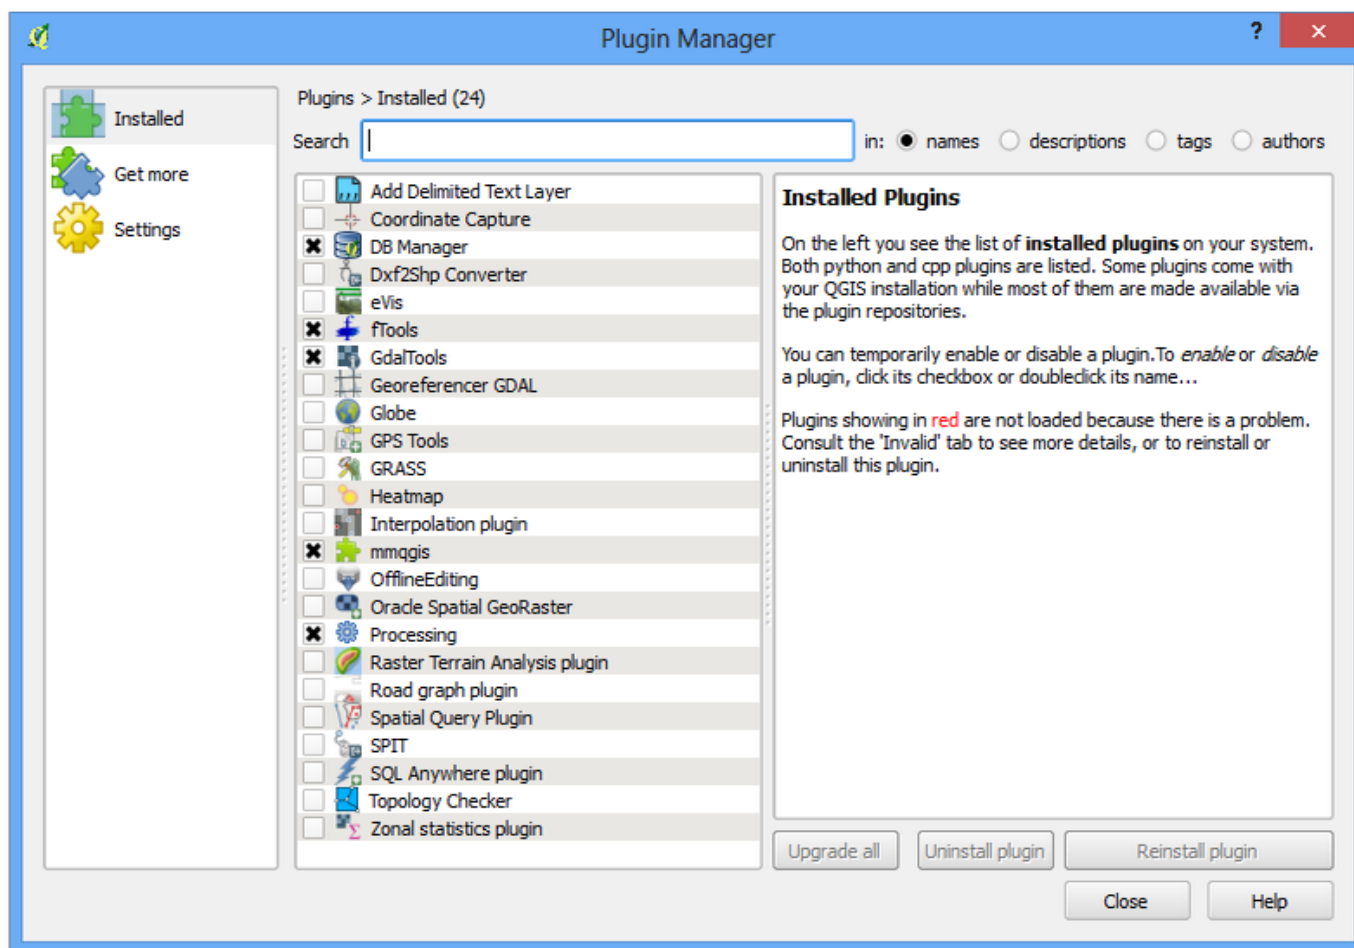 Plugin Manager
?
Installed
Get more
Settings
Plugins > Installed (24)
Search
in: names descriptions tags authors
Add Delimited Text Layer
Coordinate Capture
DB Manager
Dxf2Shp Converter
eVis
fTools
GdalTools
Georeferencer GDAL
Globe
GPS Tools
GRASS
Heatmap
Interpolation plugin
mmqgis
OfflineEditing
Oracle Spatial GeoRaster
Processing
Raster Terrain Analysis plugin
Road graph plugin
Spatial Query Plugin
SPIT
SQL Anywhere plugin
Topology Checker
Zonal statistics plugin
Installed Plugins
On the left you see the list of installed plugins on your system.
Both python and cpp plugins are listed. Some plugins come with
your QGIS installation while most of them are made available via
the plugin repositories.
You can temporarily enable or disable a plugin.To enable or disable
a plugin, click its checkbox or doubleclick its name...
Plugins showing in red are not loaded because there is a problem.
Consult the 'Invalid' tab to see more details, or to reinstall or
uninstall this plugin.
Upgrade all
Uninstall plugin
Reinstall plugin
Close
Help